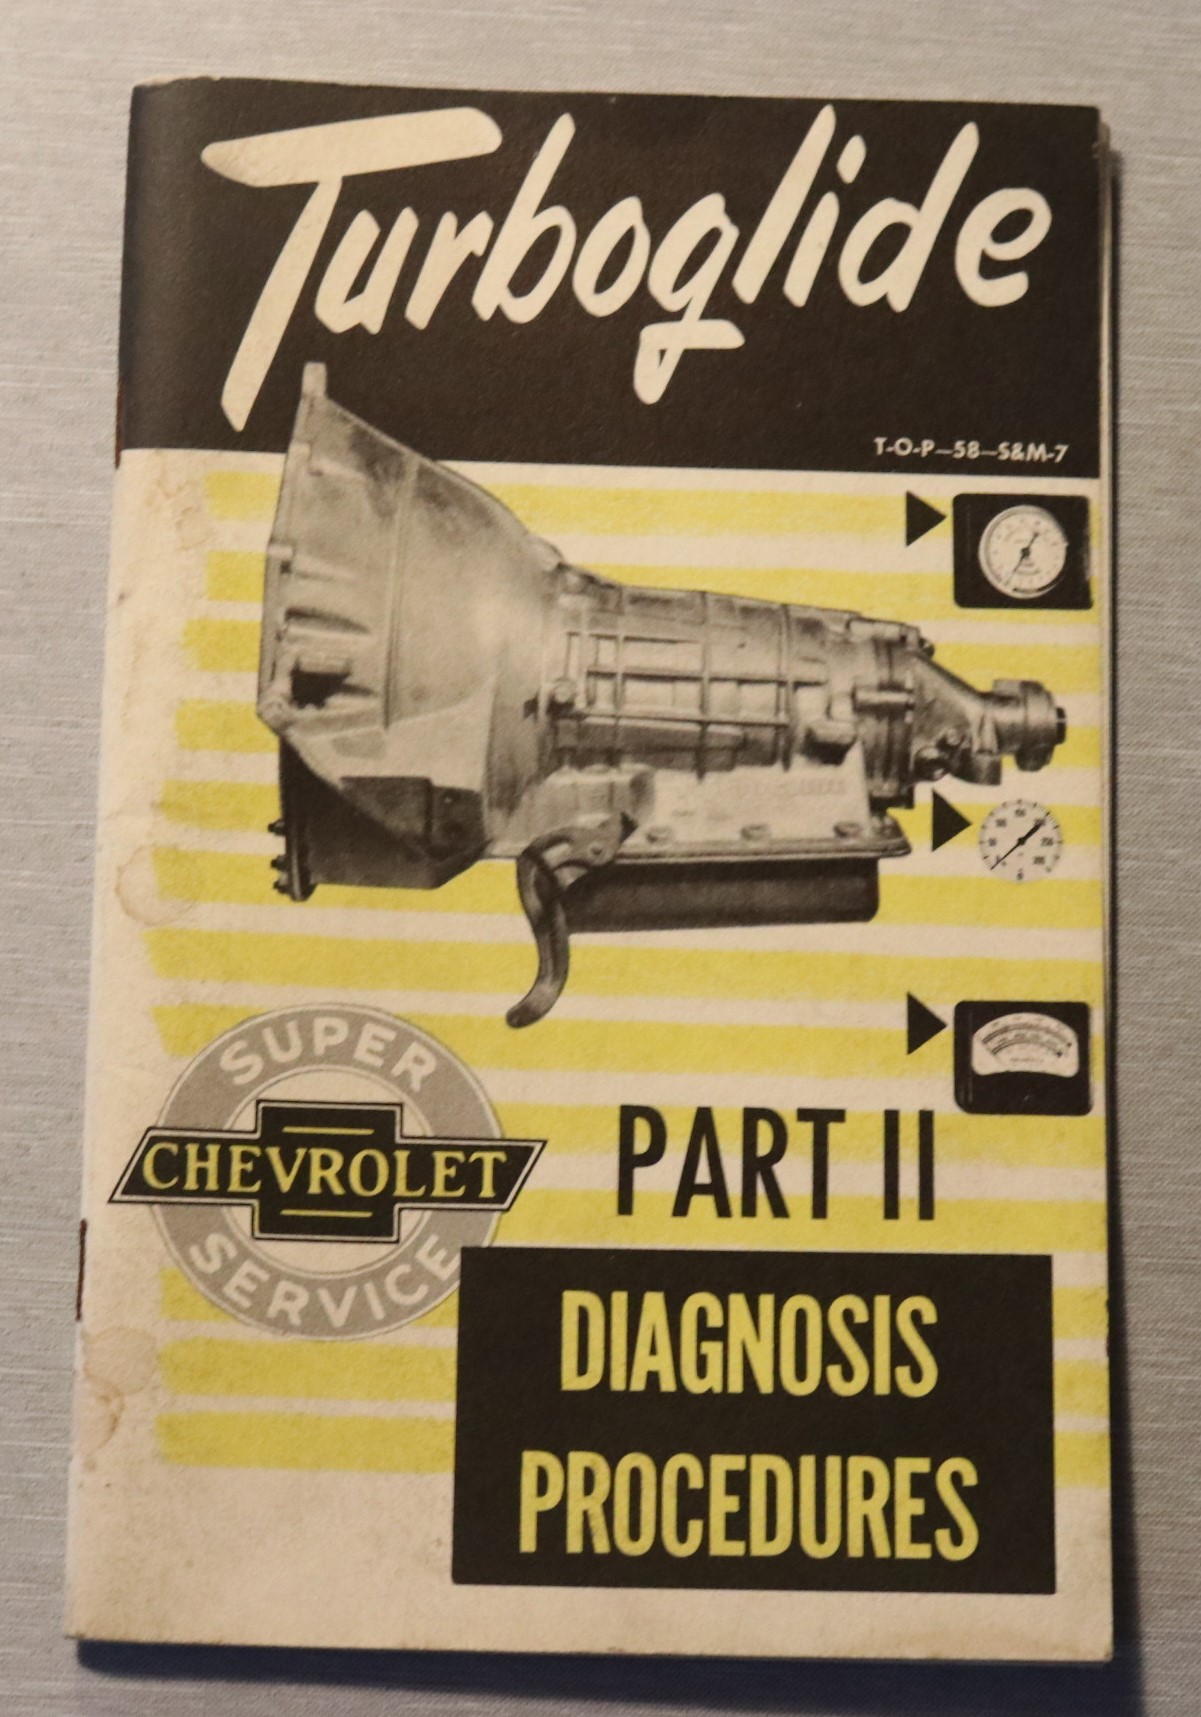 Turboglide
T-O-P—58—S&M-7
SUPER
CHEVROLET
SERVICE
PART II
DIAGNOSIS
PROCEDURES